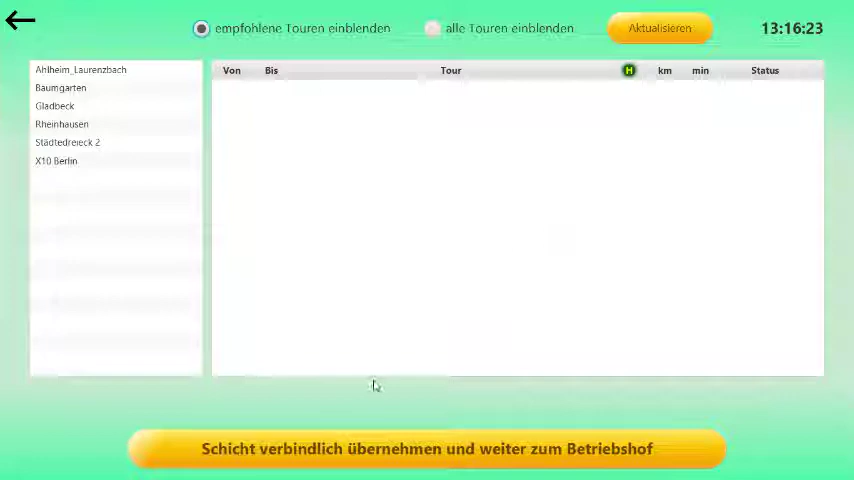 empfohlene Touren einblenden
alle Touren einblenden
Aktualisieren
13:16:23
Ahlheim_Laurenzbach
Baumgarten
Gladbeck
Rheinhausen
Städtedreieck 2
X10 Berlin
Von Bis Tour H km min Status
Schicht verbindlich übernehmen und weiter zum Betriebshof